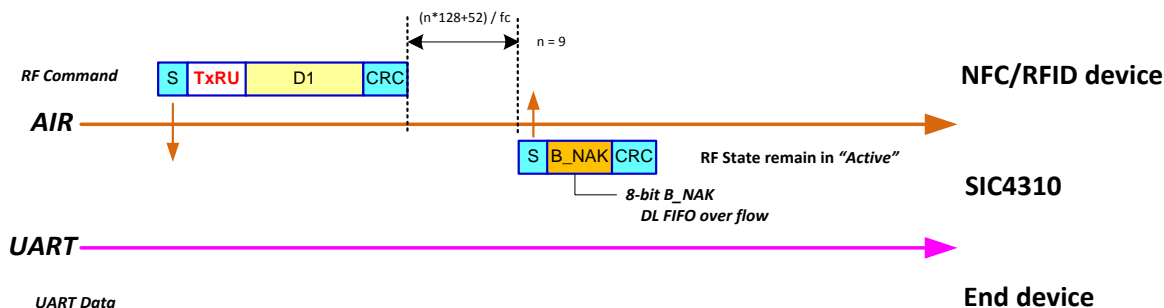 (n*128+52) / fc
n = 9
RF Command
S TxRU D1 CRC
NFC/RFID device
AIR
S B_NAK CRC
RF State remain in “Active”
SIC4310
8-bit B_NAK
DL FIFO over flow
UART
End device
UART Data